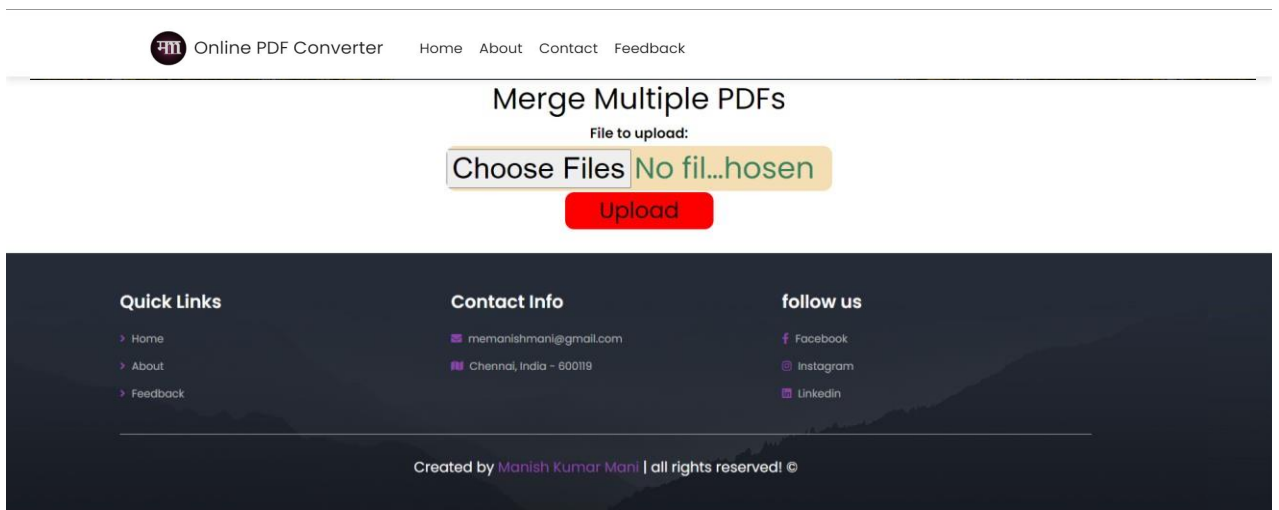 मणि Online PDF Converter Home About Contact Feedback
Merge Multiple PDFs
File to upload:
Choose Files No fil...hosen
Upload
Quick Links
> Home
> About
> Feedback
Contact Info
memanishmani@gmail.com
Chennai, India - 600119
follow us
Facebook
Instagram
Linkedin
Created by Manish Kumar Mani | all rights reserved! ©